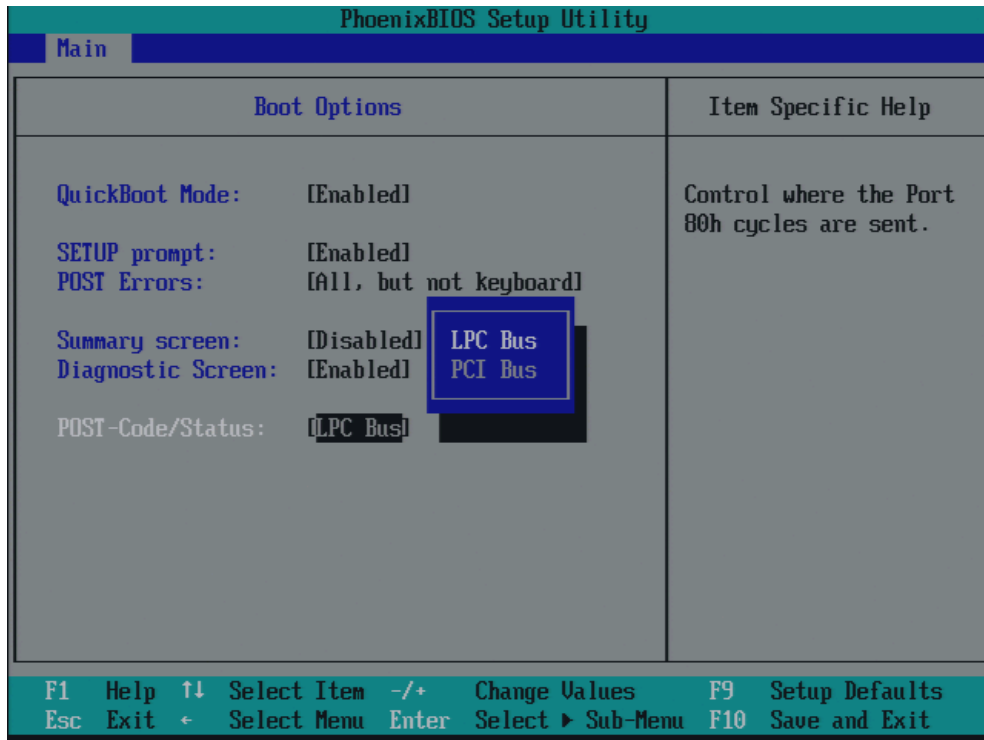 PhoenixBIOS Setup Utility
Main
Boot Options
Item Specific Help
QuickBoot Mode: [Enabled]
SETUP prompt: [Enabled]
POST Errors: [All, but not keyboard]
Summary screen: [Disabled]
Diagnostic Screen: [Enabled]
POST-Code/Status: [LPC Bus]
LPC Bus
PCI Bus
Control where the Port
80h cycles are sent.
F1 Help ↑↓ Select Item -/+ Change Values F9 Setup Defaults
Esc Exit ← Select Menu Enter Select ▶ Sub-Menu F10 Save and Exit